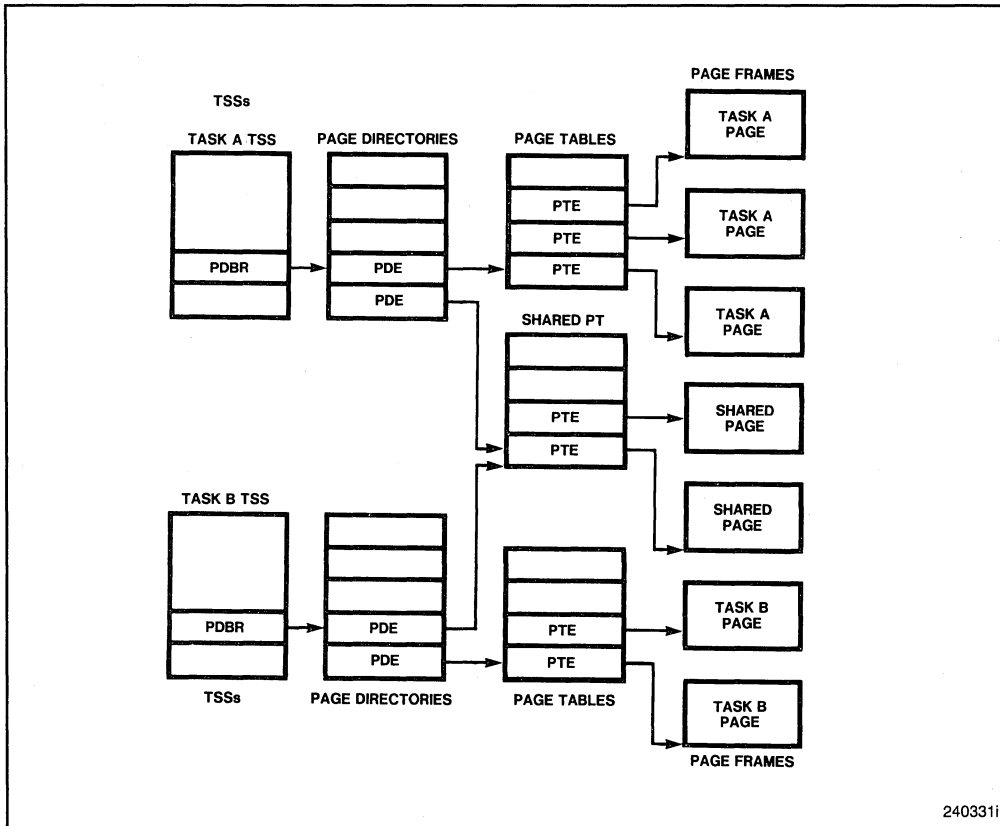 PAGE FRAMES
TSSs
TASK A
PAGE
TASK A TSS
PAGE DIRECTORIES
PAGE TABLES
PTE
TASK A
PAGE
PTE
PDBR
PDE
PTE
PDE
TASK A
PAGE
SHARED PT
PTE
SHARED
PAGE
PTE
TASK B TSS
SHARED
PAGE
PDBR
PDE
PTE
TASK B
PAGE
PDE
PTE
TSSs
PAGE DIRECTORIES
PAGE TABLES
TASK B
PAGE
PAGE FRAMES
240331i